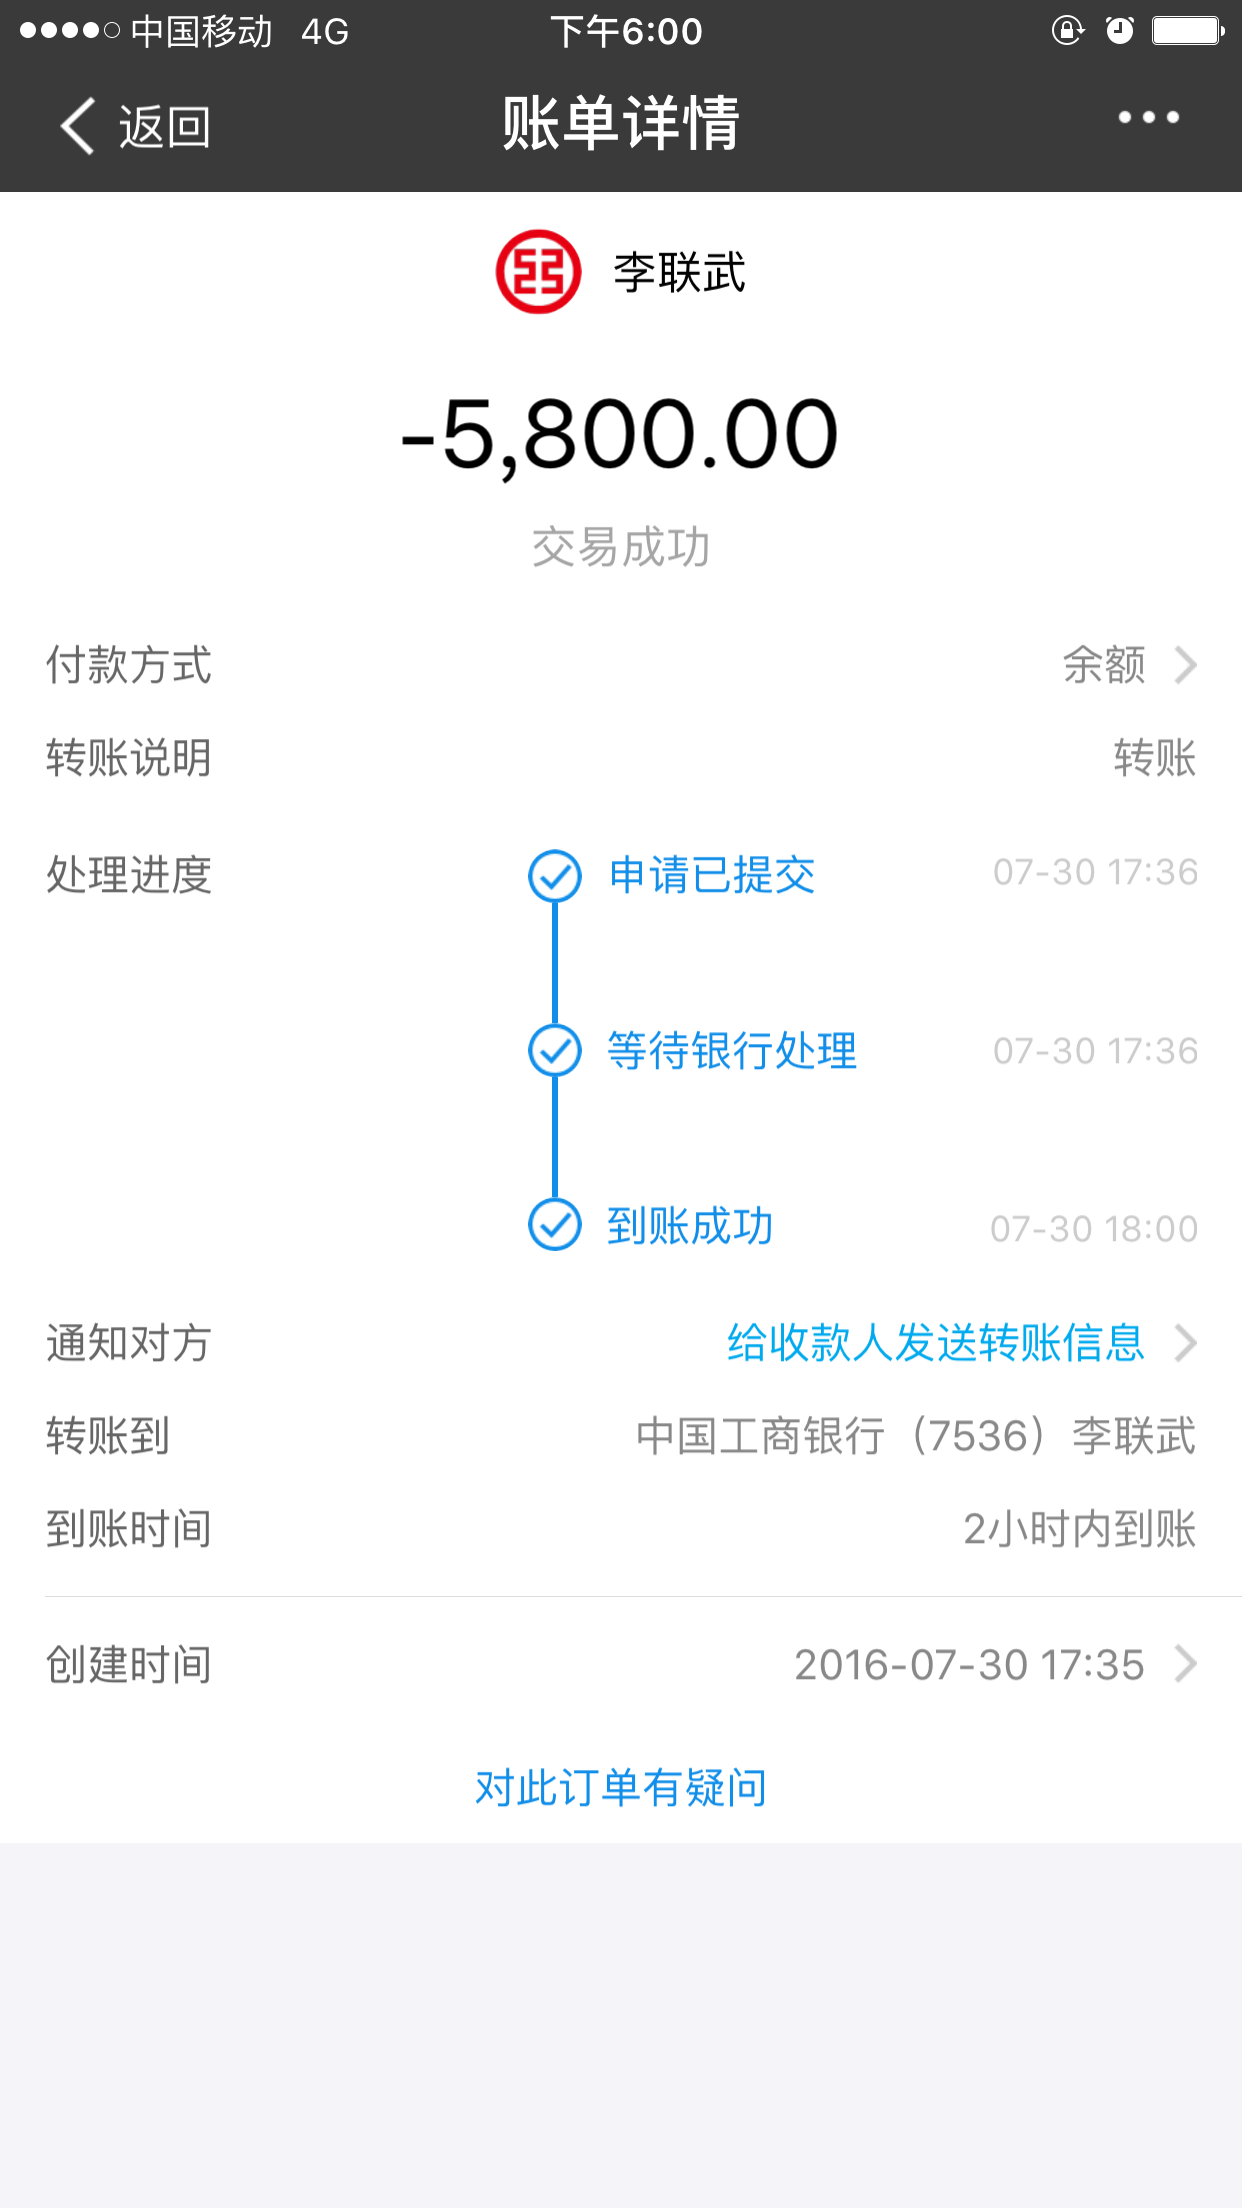 中国移动 4G 下午6:00
返回 账单详情
李联武
-5,800.00
交易成功
付款方式 余额
转账说明 转账
处理进度 申请已提交 07-30 17:36
等待银行处理 07-30 17:36
到账成功 07-30 18:00
通知对方 给收款人发送转账信息
转账到 中国工商银行（7536）李联武
到账时间 2小时内到账
创建时间 2016-07-30 17:35
对此订单有疑问